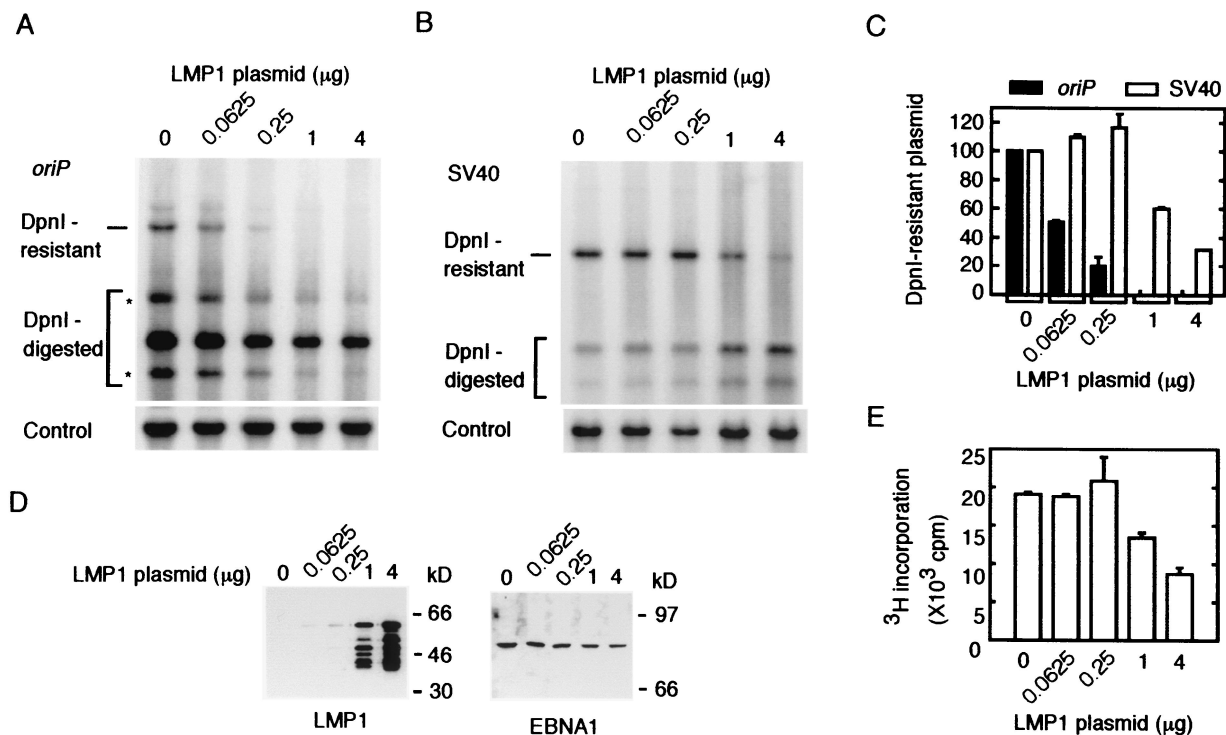 A
LMP1 plasmid (µg)
0 0.0625 0.25 1 4
oriP
DpnI -
resistant
DpnI -
digested
*
*
Control
B
LMP1 plasmid (µg)
0 0.0625 0.25 1 4
SV40
DpnI -
resistant
DpnI -
digested
Control
C
oriP SV40
DpnI-resistant plasmid
120
100
80
60
40
20
0
0 0.0625 0.25 1 4
LMP1 plasmid (µg)
D
LMP1 plasmid (µg) 0 0.0625 0.25 1 4 kD
- 66
- 46
- 30
LMP1
0 0.0625 0.25 1 4 kD
- 97
- 66
EBNA1
E
³H incorporation
(X10³ cpm)
25
20
15
10
5
0
0 0.0625 0.25 1 4
LMP1 plasmid (µg)